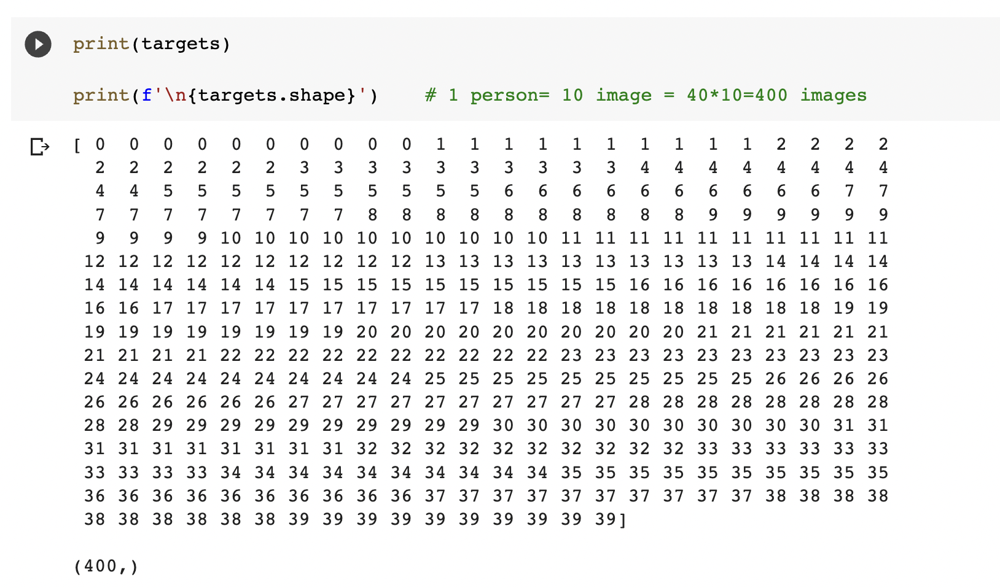 print(targets)
print(f'\n{targets.shape}')    # 1 person= 10 image = 40*10=400 images
[ 0  0  0  0  0  0  0  0  0  0  1  1  1  1  1  1  1  1  1  1  2  2  2  2
  2  2  2  2  2  2  3  3  3  3  3  3  3  3  3  3  4  4  4  4  4  4  4  4
  4  4  5  5  5  5  5  5  5  5  5  5  6  6  6  6  6  6  6  6  6  6  7  7
  7  7  7  7  7  7  7  7  8  8  8  8  8  8  8  8  8  8  9  9  9  9  9  9
  9  9  9  9 10 10 10 10 10 10 10 10 10 10 11 11 11 11 11 11 11 11 11 11
 12 12 12 12 12 12 12 12 12 12 13 13 13 13 13 13 13 13 13 13 14 14 14 14
 14 14 14 14 14 14 15 15 15 15 15 15 15 15 15 15 16 16 16 16 16 16 16 16
 16 16 17 17 17 17 17 17 17 17 17 17 18 18 18 18 18 18 18 18 18 18 19 19
 19 19 19 19 19 19 19 19 20 20 20 20 20 20 20 20 20 20 21 21 21 21 21 21
 21 21 21 21 22 22 22 22 22 22 22 22 22 22 23 23 23 23 23 23 23 23 23 23
 24 24 24 24 24 24 24 24 24 24 25 25 25 25 25 25 25 25 25 25 26 26 26 26
 26 26 26 26 26 26 27 27 27 27 27 27 27 27 27 27 28 28 28 28 28 28 28 28
 28 28 29 29 29 29 29 29 29 29 29 29 30 30 30 30 30 30 30 30 30 30 31 31
 31 31 31 31 31 31 31 31 32 32 32 32 32 32 32 32 32 32 33 33 33 33 33 33
 33 33 33 33 34 34 34 34 34 34 34 34 34 34 35 35 35 35 35 35 35 35 35 35
 36 36 36 36 36 36 36 36 36 36 37 37 37 37 37 37 37 37 37 37 38 38 38 38
 38 38 38 38 38 38 39 39 39 39 39 39 39 39 39 39]
(400,)